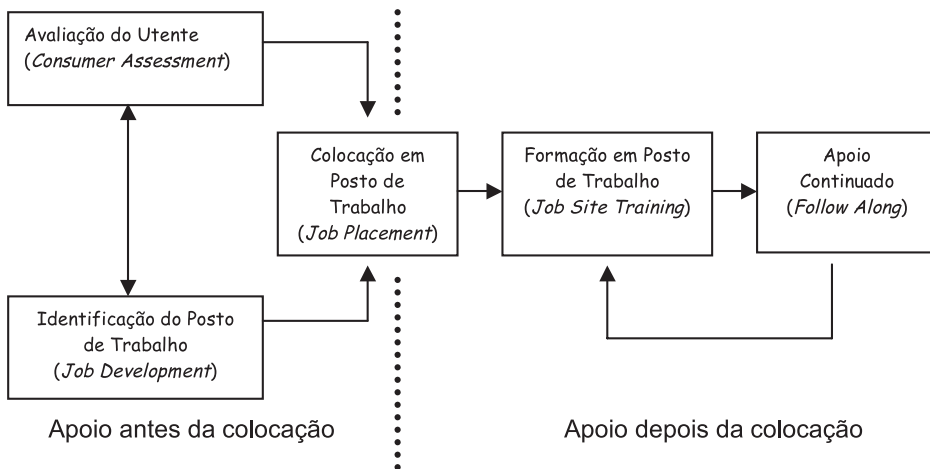 Avaliação do Utente
(Consumer Assessment)
Colocação em
Posto de
Trabalho
(Job Placement)
Formação em Posto
de Trabalho
(Job Site Training)
Apoio
Continuado
(Follow Along)
Identificação do Posto
de Trabalho
(Job Development)
Apoio antes da colocação
Apoio depois da colocação